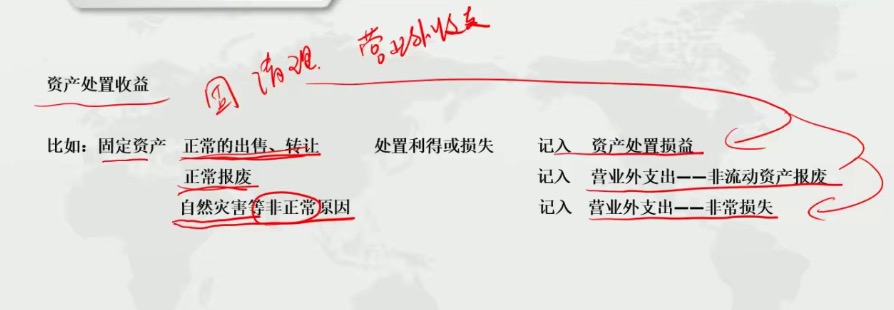 固 清理 营业外收支
资产处置收益
比如：固定资产 正常的出售、转让 处置利得或损失 记入 资产处置损益
正常报废 记入 营业外支出——非流动资产报废
自然灾害等非正常原因 记入 营业外支出——非常损失